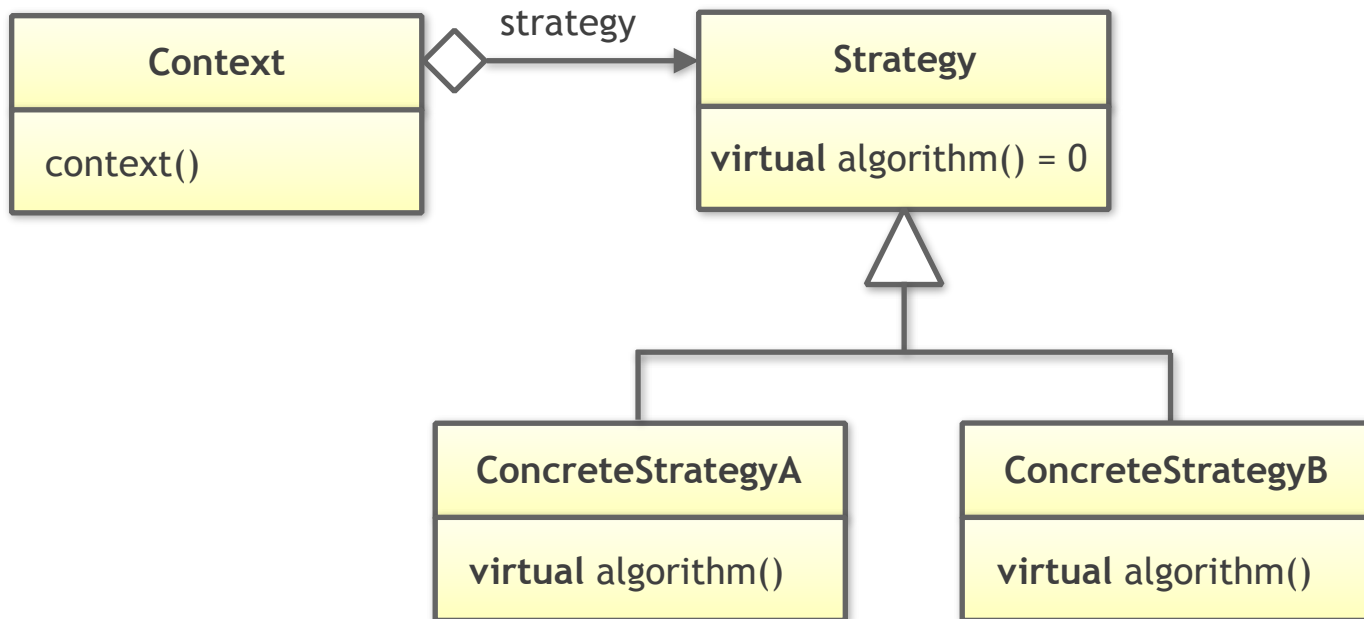 strategy
Context
Strategy
context()
virtual algorithm() = 0
ConcreteStrategyA
ConcreteStrategyB
virtual algorithm()
virtual algorithm()